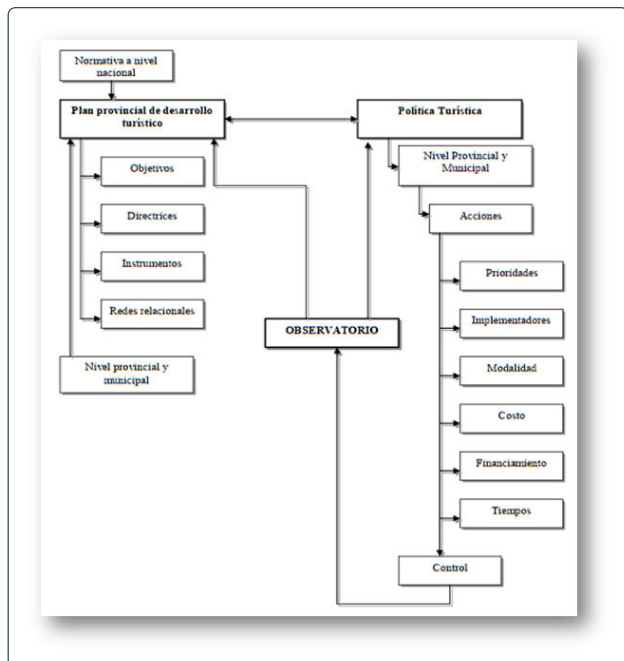 Normativa a nivel
nacional
Plan provincial de desarrollo
turístico
Objetivos
Directrices
Instrumentos
Redes relacionales
Nivel provincial y
municipal
OBSERVATORIO
Política Turística
Nivel Provincial y
Municipal
Acciones
Prioridades
Implementadores
Modalidad
Costo
Financiamiento
Tiempos
Control